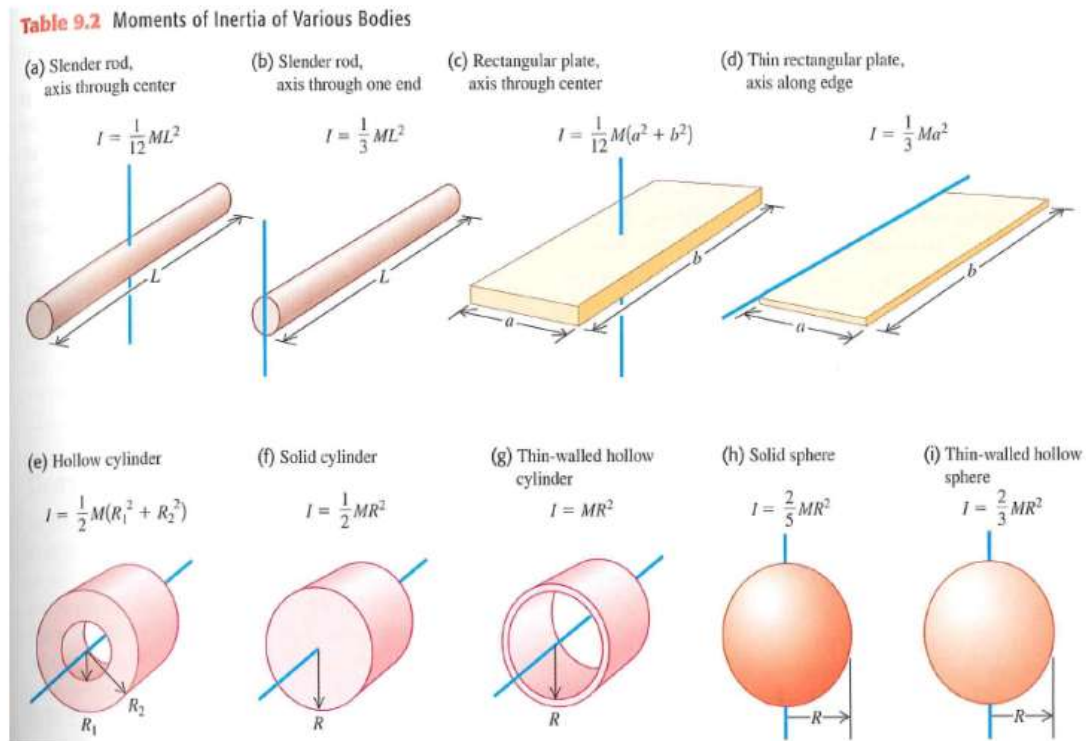 Table 9.2 Moments of Inertia of Various Bodies
(a) Slender rod,
axis through center
I = 1/12 ML²
L
(b) Slender rod,
axis through one end
I = 1/3 ML²
L
(c) Rectangular plate,
axis through center
I = 1/12 M(a² + b²)
b
a
(d) Thin rectangular plate,
axis along edge
I = 1/3 Ma²
b
a
(e) Hollow cylinder
I = 1/2 M(R₁² + R₂²)
R₂
R₁
(f) Solid cylinder
I = 1/2 MR²
R
(g) Thin-walled hollow
cylinder
I = MR²
R
(h) Solid sphere
I = 2/5 MR²
R
(i) Thin-walled hollow
sphere
I = 2/3 MR²
R